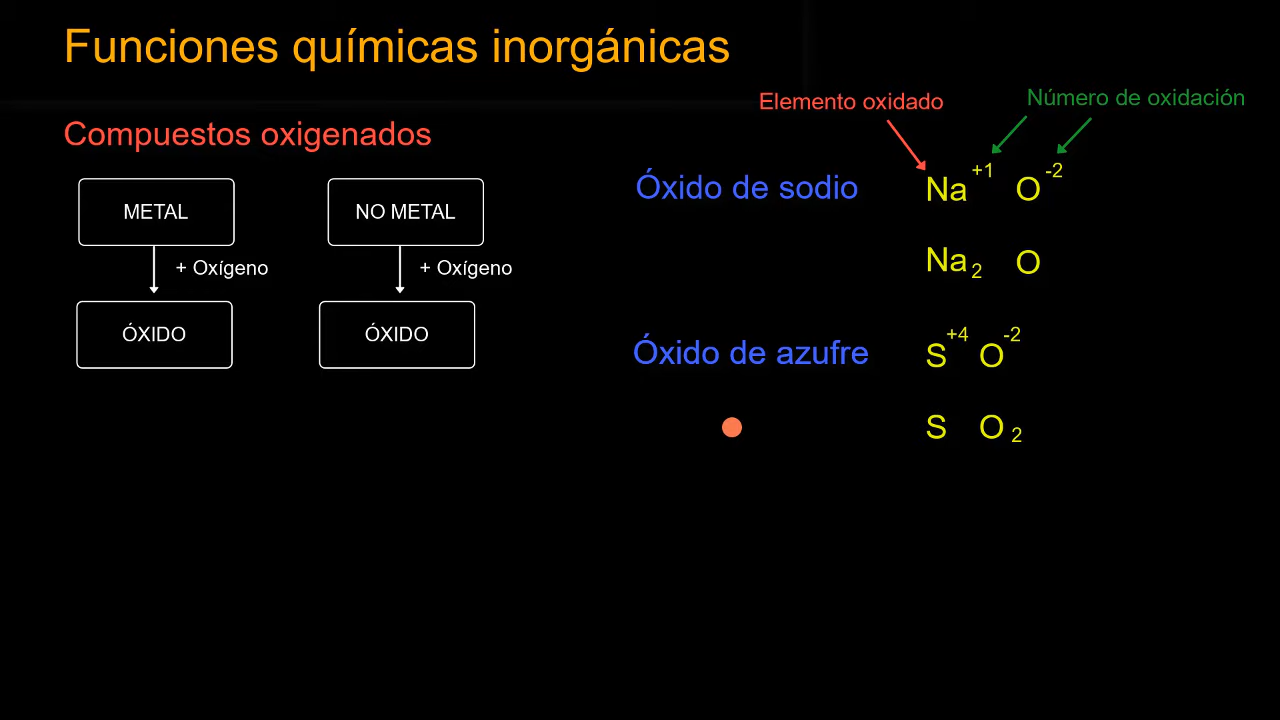 Funciones químicas inorgánicas
Compuestos oxigenados
METAL
NO METAL
+ Oxígeno
+ Oxígeno
ÓXIDO
ÓXIDO
Elemento oxidado
Número de oxidación
Óxido de sodio
Na +1 O -2
Na 2 O
Óxido de azufre
S +4 O -2
S O 2